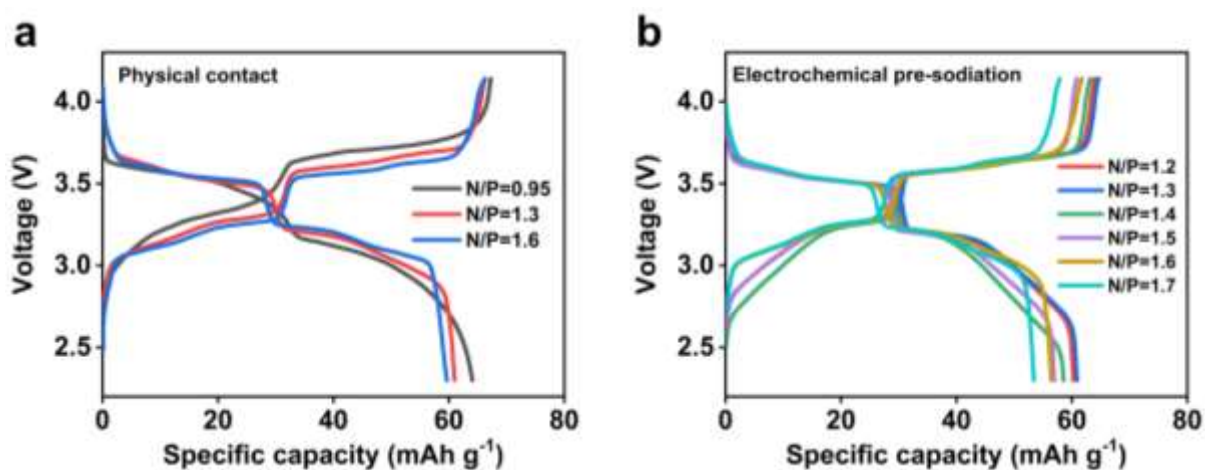 a
Physical contact
4.0
3.5
3.0
2.5
Voltage (V)
N/P=0.95
N/P=1.3
N/P=1.6
0 20 40 60 80
Specific capacity (mAh g⁻¹)
b
Electrochemical pre-sodiation
4.0
3.5
3.0
2.5
Voltage (V)
N/P=1.2
N/P=1.3
N/P=1.4
N/P=1.5
N/P=1.6
N/P=1.7
0 20 40 60 80
Specific capacity (mAh g⁻¹)